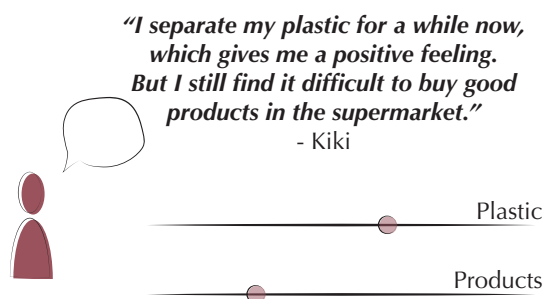 “I separate my plastic for a while now,
which gives me a positive feeling.
But I still find it difficult to buy good
products in the supermarket.”
- Kiki
Plastic
Products